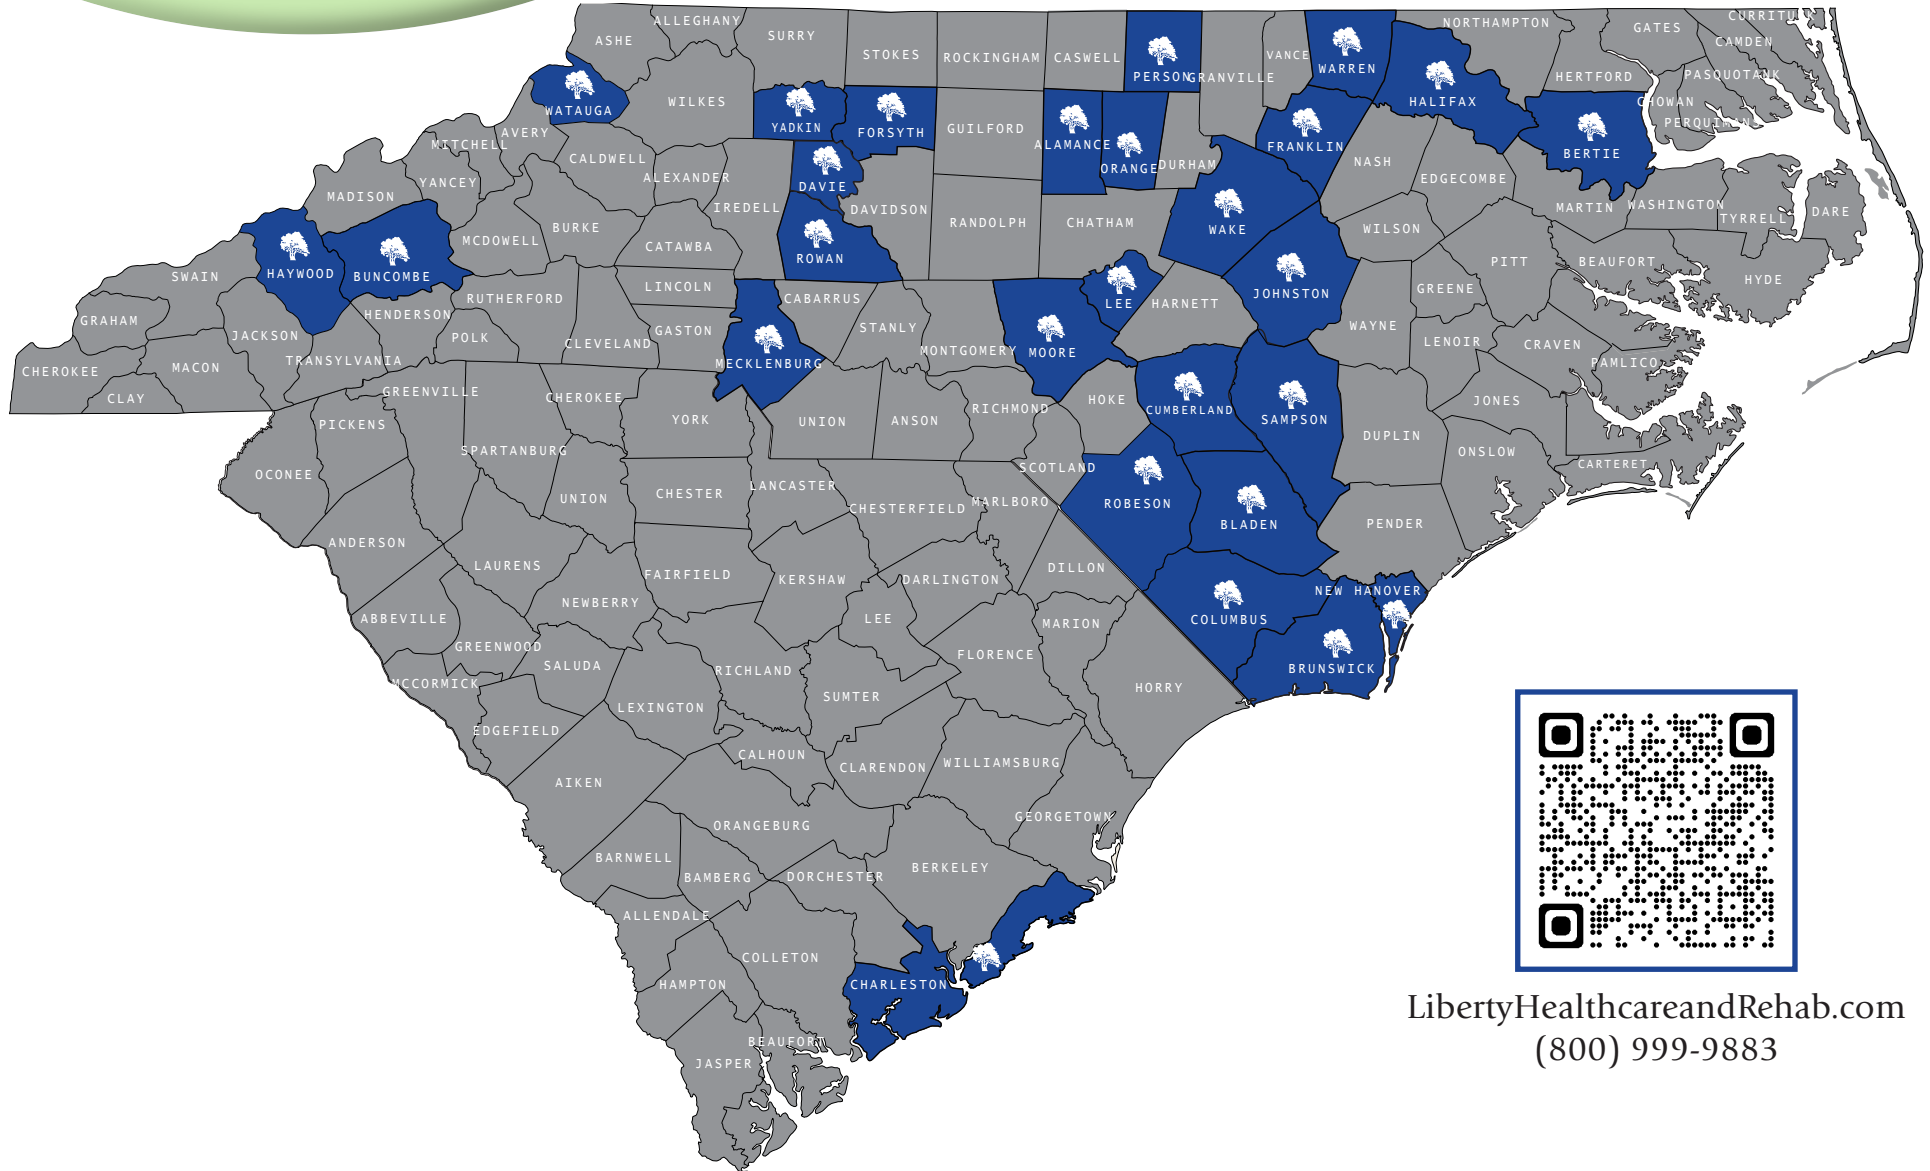 ALLEGHANY
CURRITUCK
ASHE
SURRY
STOKES
ROCKINGHAM
CASWELL
PERSON
GRANVILLE
VANCE
WARREN
NORTHAMPTON
GATES
CAMDEN
PASQUOTANK
HERTFORD
CHOWAN
PERQUIMANS
WATAUGA
WILKES
YADKIN
FORSYTH
GUILFORD
ALAMANCE
ORANGE
DURHAM
FRANKLIN
HALIFAX
BERTIE
NASH
EDGECOMBE
AVERY
MITCHELL
CALDWELL
ALEXANDER
DAVIE
YANCEY
MADISON
IREDELL
DAVIDSON
RANDOLPH
CHATHAM
WAKE
WILSON
MARTIN
WASHINGTON
TYRRELL
DARE
MCDOWELL
BURKE
CATAWBA
ROWAN
HAYWOOD
BUNCOMBE
SWAIN
LINCOLN
CABARRUS
LEE
HARNETT
JOHNSTON
GREENE
PITT
BEAUFORT
HYDE
GRAHAM
JACKSON
HENDERSON
RUTHERFORD
POLK
CLEVELAND
GASTON
STANLY
MONTGOMERY
MOORE
WAYNE
LENOIR
CRAVEN
PAMLICO
CHEROKEE
MACON
TRANSYLVANIA
MECKLENBURG
CLAY
GREENVILLE
CHEROKEE
YORK
UNION
ANSON
RICHMOND
HOKE
CUMBERLAND
SAMPSON
DUPLIN
JONES
ONSLOW
CARTERET
PICKENS
SPARTANBURG
OCONEE
UNION
CHESTER
LANCASTER
CHESTERFIELD
MARLBORO
SCOTLAND
ROBESON
BLADEN
PENDER
ANDERSON
LAURENS
FAIRFIELD
KERSHAW
DARLINGTON
DILLON
NEW HANOVER
COLUMBUS
BRUNSWICK
ABBEVILLE
NEWBERRY
LEE
MARION
GREENWOOD
SALUDA
RICHLAND
FLORENCE
MCCORMICK
LEXINGTON
SUMTER
HORRY
EDGEFIELD
AIKEN
CALHOUN
CLARENDON
WILLIAMSBURG
ORANGEBURG
GEORGETOWN
BARNWELL
BAMBERG
DORCHESTER
BERKELEY
ALLENDALE
COLLETON
HAMPTON
CHARLESTON
BEAUFORT
JASPER
LibertyHealthcareandRehab.com
(800) 999-9883